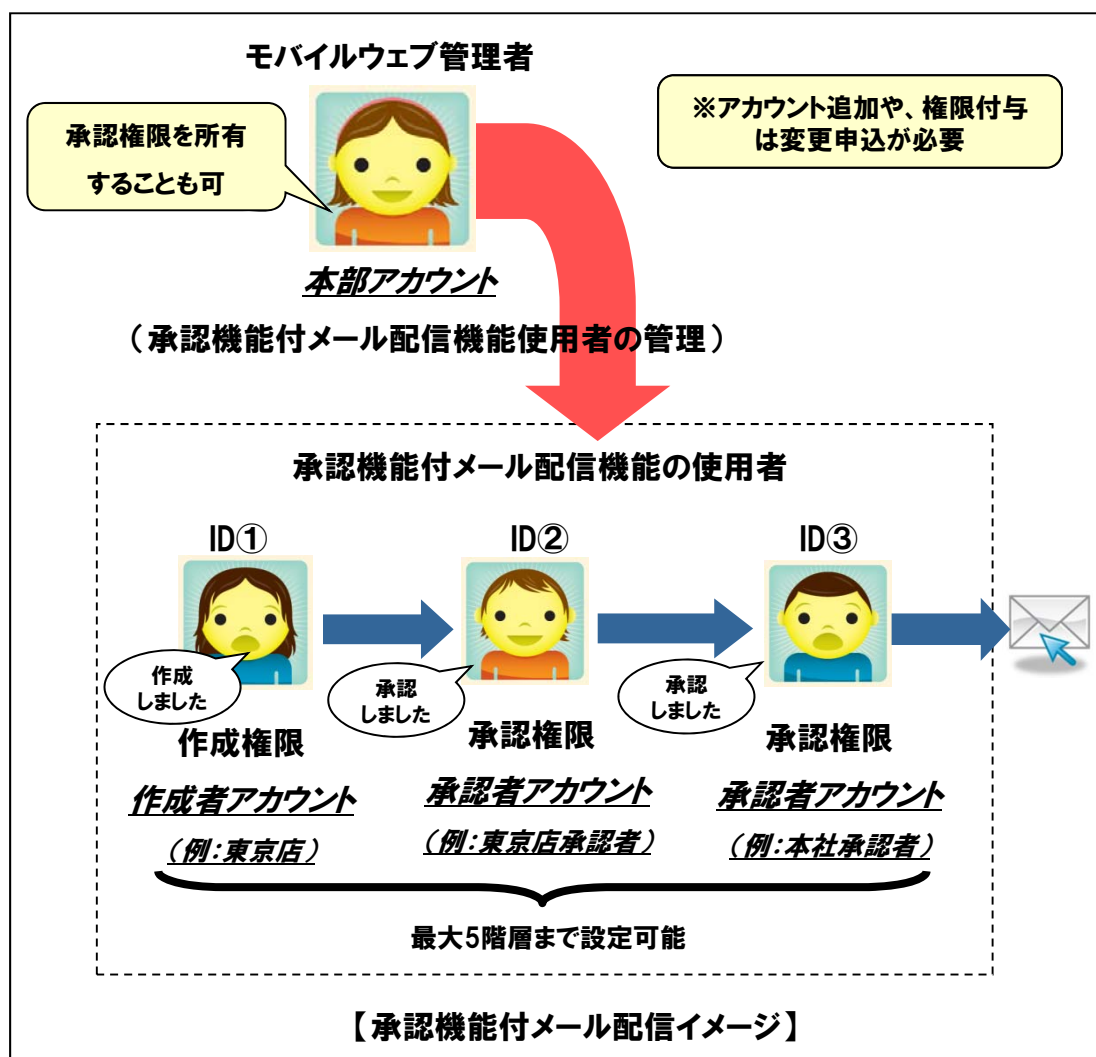 モバイルウェブ管理者
承認権限を所有
することも可
※アカウント追加や、権限付与
は変更申込が必要
本部アカウント
（承認機能付メール配信機能使用者の管理）
承認機能付メール配信機能の使用者
ID①
ID②
ID③
作成
しました
承認
しました
承認
しました
作成権限
承認権限
承認権限
作成者アカウント
承認者アカウント
承認者アカウント
（例：東京店）
（例：東京店承認者）
（例：本社承認者）
最大5階層まで設定可能
【承認機能付メール配信イメージ】